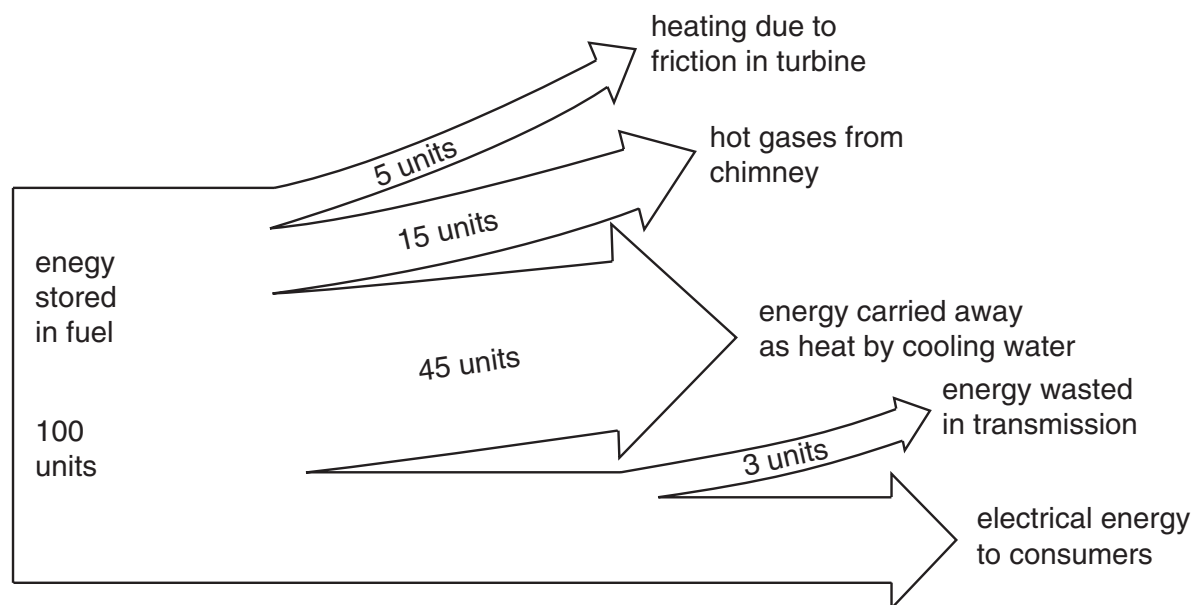 heating due to
friction in turbine
5 units
hot gases from
chimney
15 units
enegy
stored
in fuel
100
units
energy carried away
as heat by cooling water
45 units
energy wasted
in transmission
3 units
electrical energy
to consumers